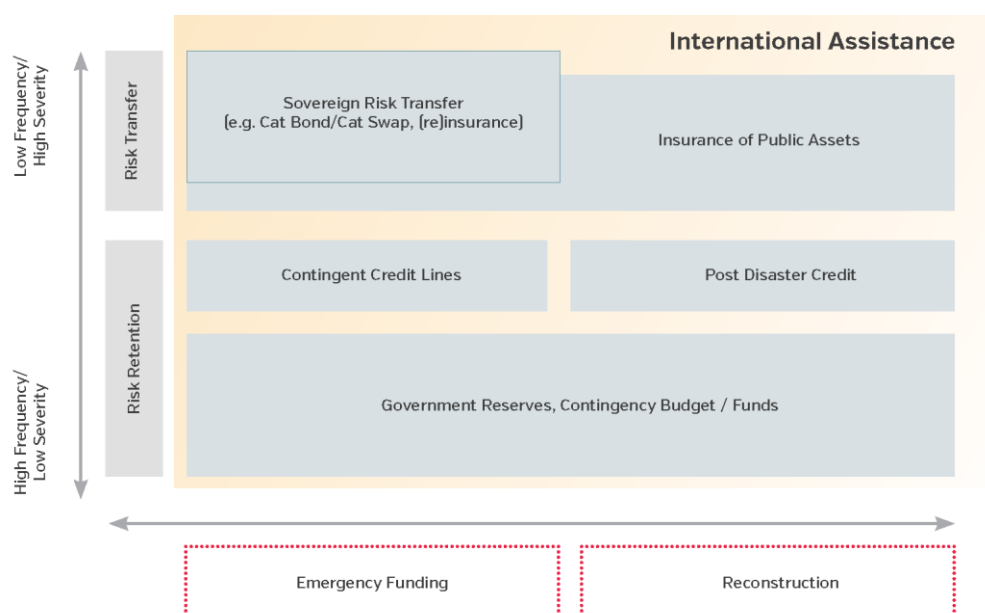 International Assistance
Low Frequency/
High Severity
Risk Transfer
Sovereign Risk Transfer
(e.g. Cat Bond/Cat Swap, (re)insurance)
Insurance of Public Assets
Contingent Credit Lines
Post Disaster Credit
High Frequency/
Low Severity
Risk Retention
Government Reserves, Contingency Budget / Funds
Emergency Funding
Reconstruction